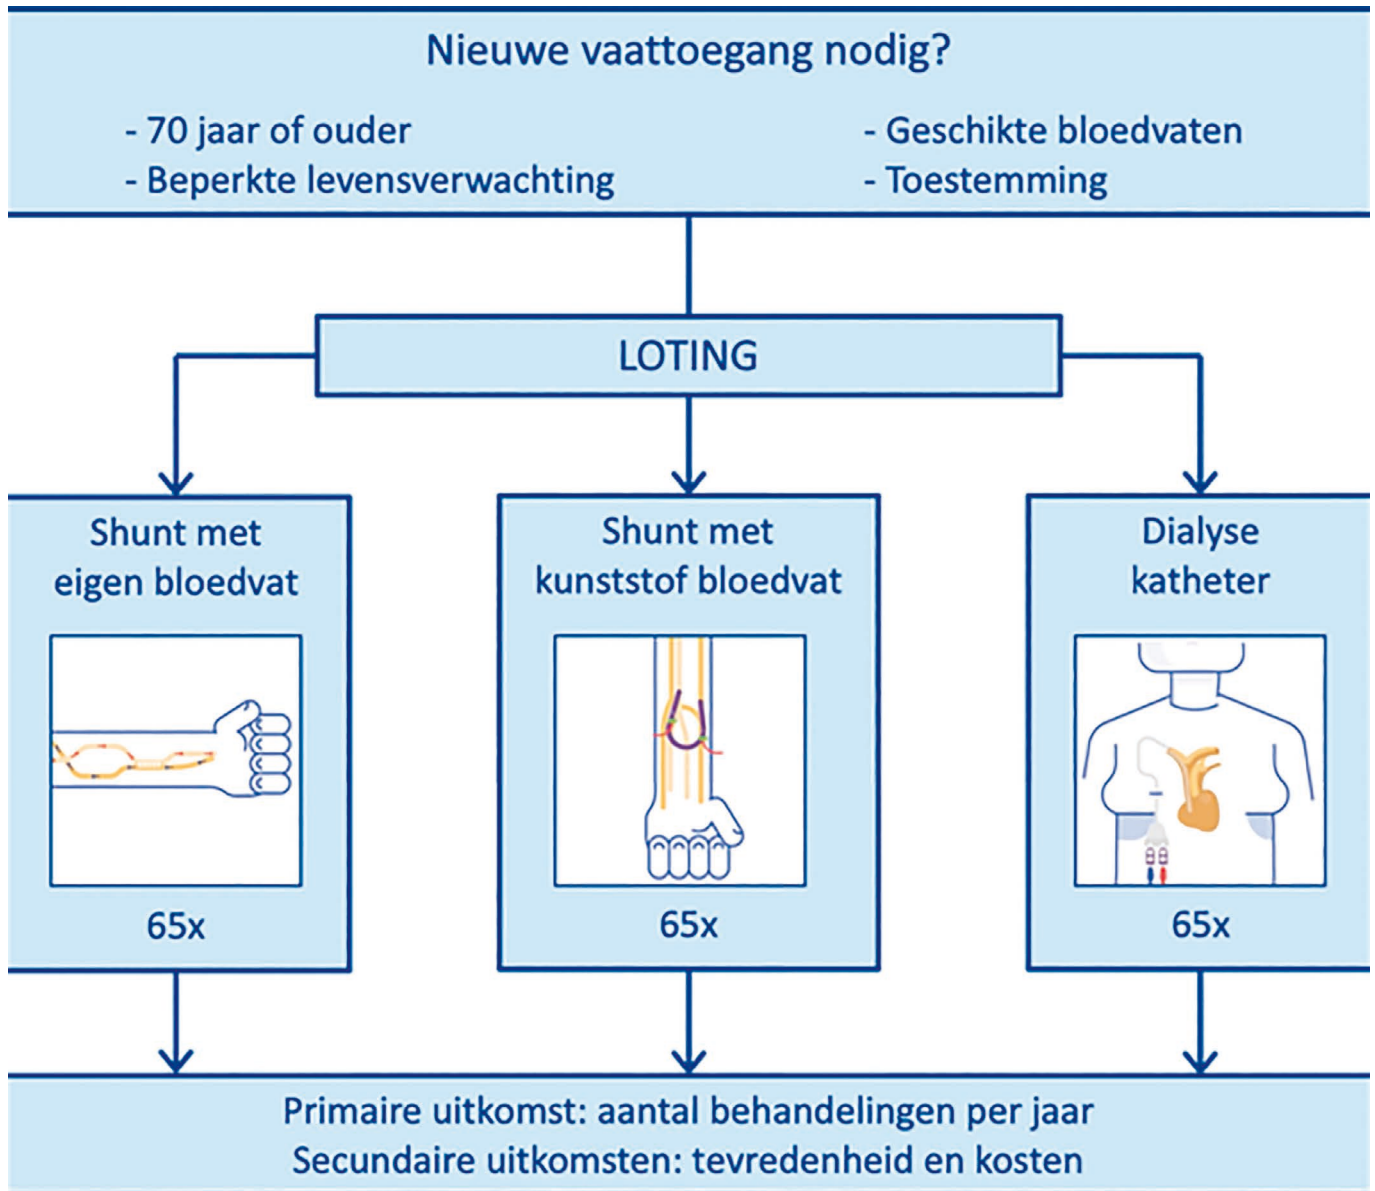 Nieuwe vaattoegang nodig?
- 70 jaar of ouder
- Beperkte levensverwachting
- Geschikte bloedvaten
- Toestemming
LOTING
Shunt met
eigen bloedvat
65x
Shunt met
kunststof bloedvat
65x
Dialyse
katheter
65x
Primaire uitkomst: aantal behandelingen per jaar
Secundaire uitkomsten: tevredenheid en kosten